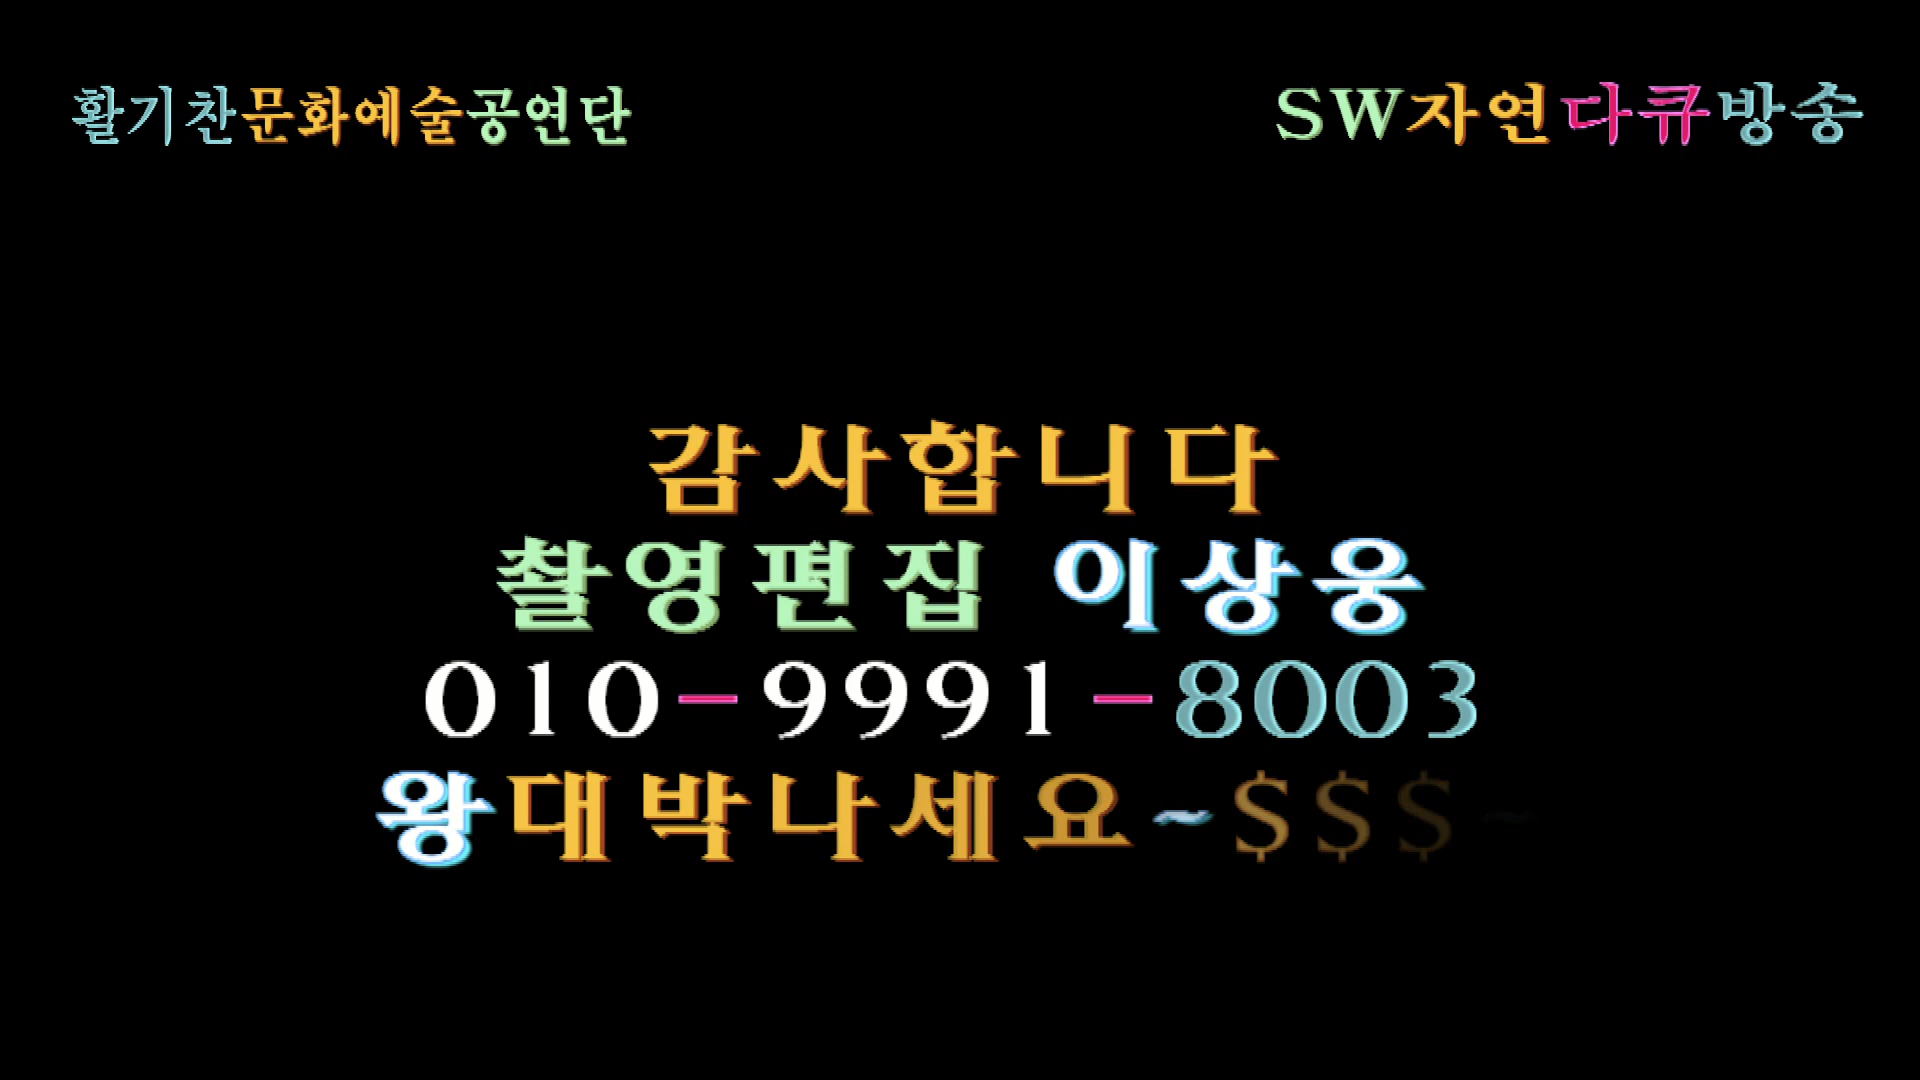 활기찬문화예술공연단
SW자연다큐방송
감사합니다
촬영편집 이상웅
010-9991-8003
왕대박나세요~$$$~